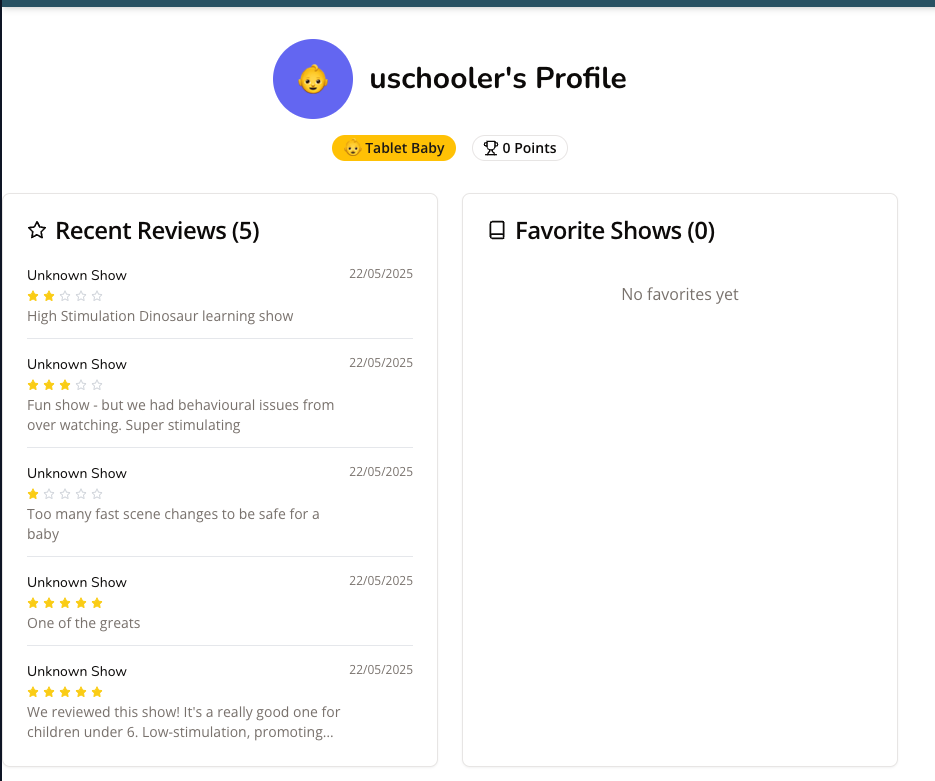 uschooler's Profile
Tablet Baby
0 Points
Recent Reviews (5)
Unknown Show
22/05/2025
High Stimulation Dinosaur learning show
Unknown Show
22/05/2025
Fun show - but we had behavioural issues from
over watching. Super stimulating
Unknown Show
22/05/2025
Too many fast scene changes to be safe for a
baby
Unknown Show
22/05/2025
One of the greats
Unknown Show
22/05/2025
We reviewed this show! It's a really good one for
children under 6. Low-stimulation, promoting...
Favorite Shows (0)
No favorites yet